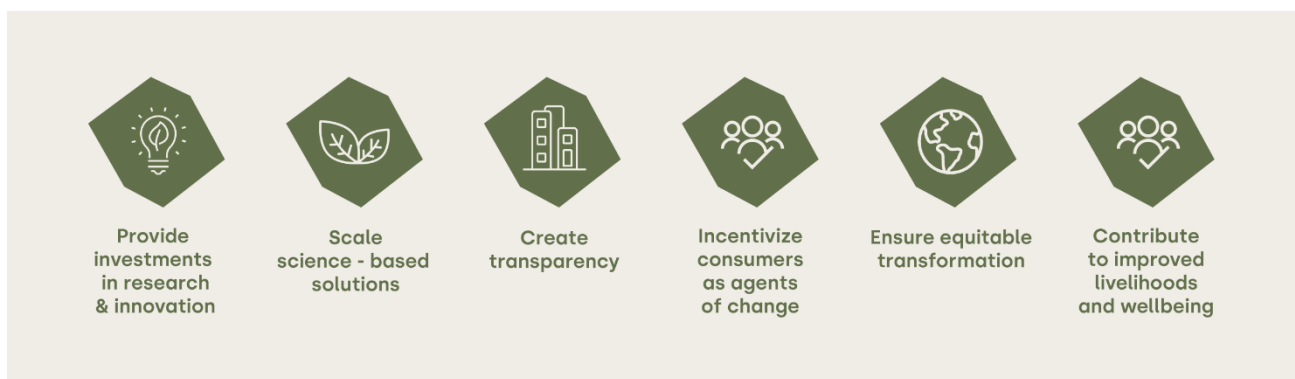 Provide
investments
in research
& innovation
Scale
science - based
solutions
Create
transparency
Incentivize
consumers
as agents
of change
Ensure equitable
transformation
Contribute
to improved
livelihoods
and wellbeing